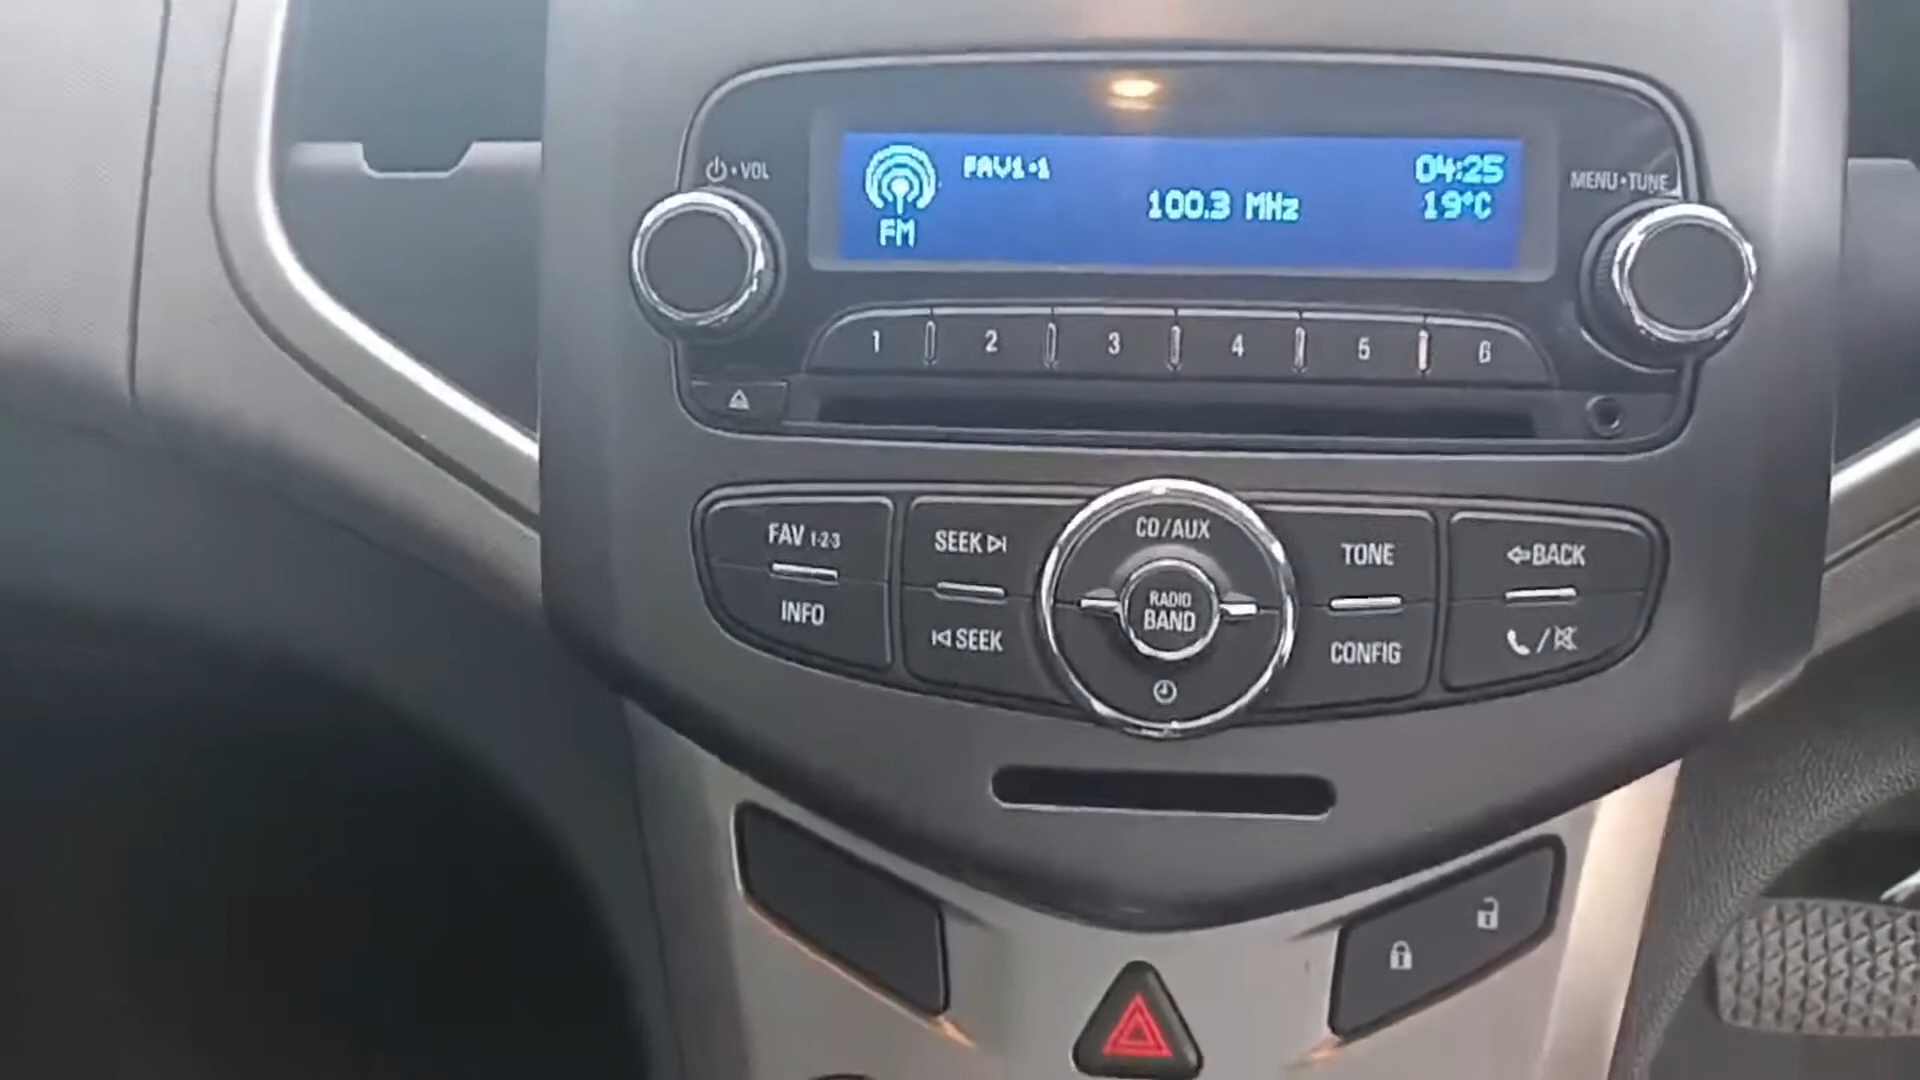 ⏻•VOL
FAV1•1
04:25
MENU•TUNE
100.3 MHz
19°C
FM
1 2 3 4 5 6
FAV 1-2-3
SEEK
CD/AUX
TONE
BACK
INFO
SEEK
RADIO
BAND
CONFIG